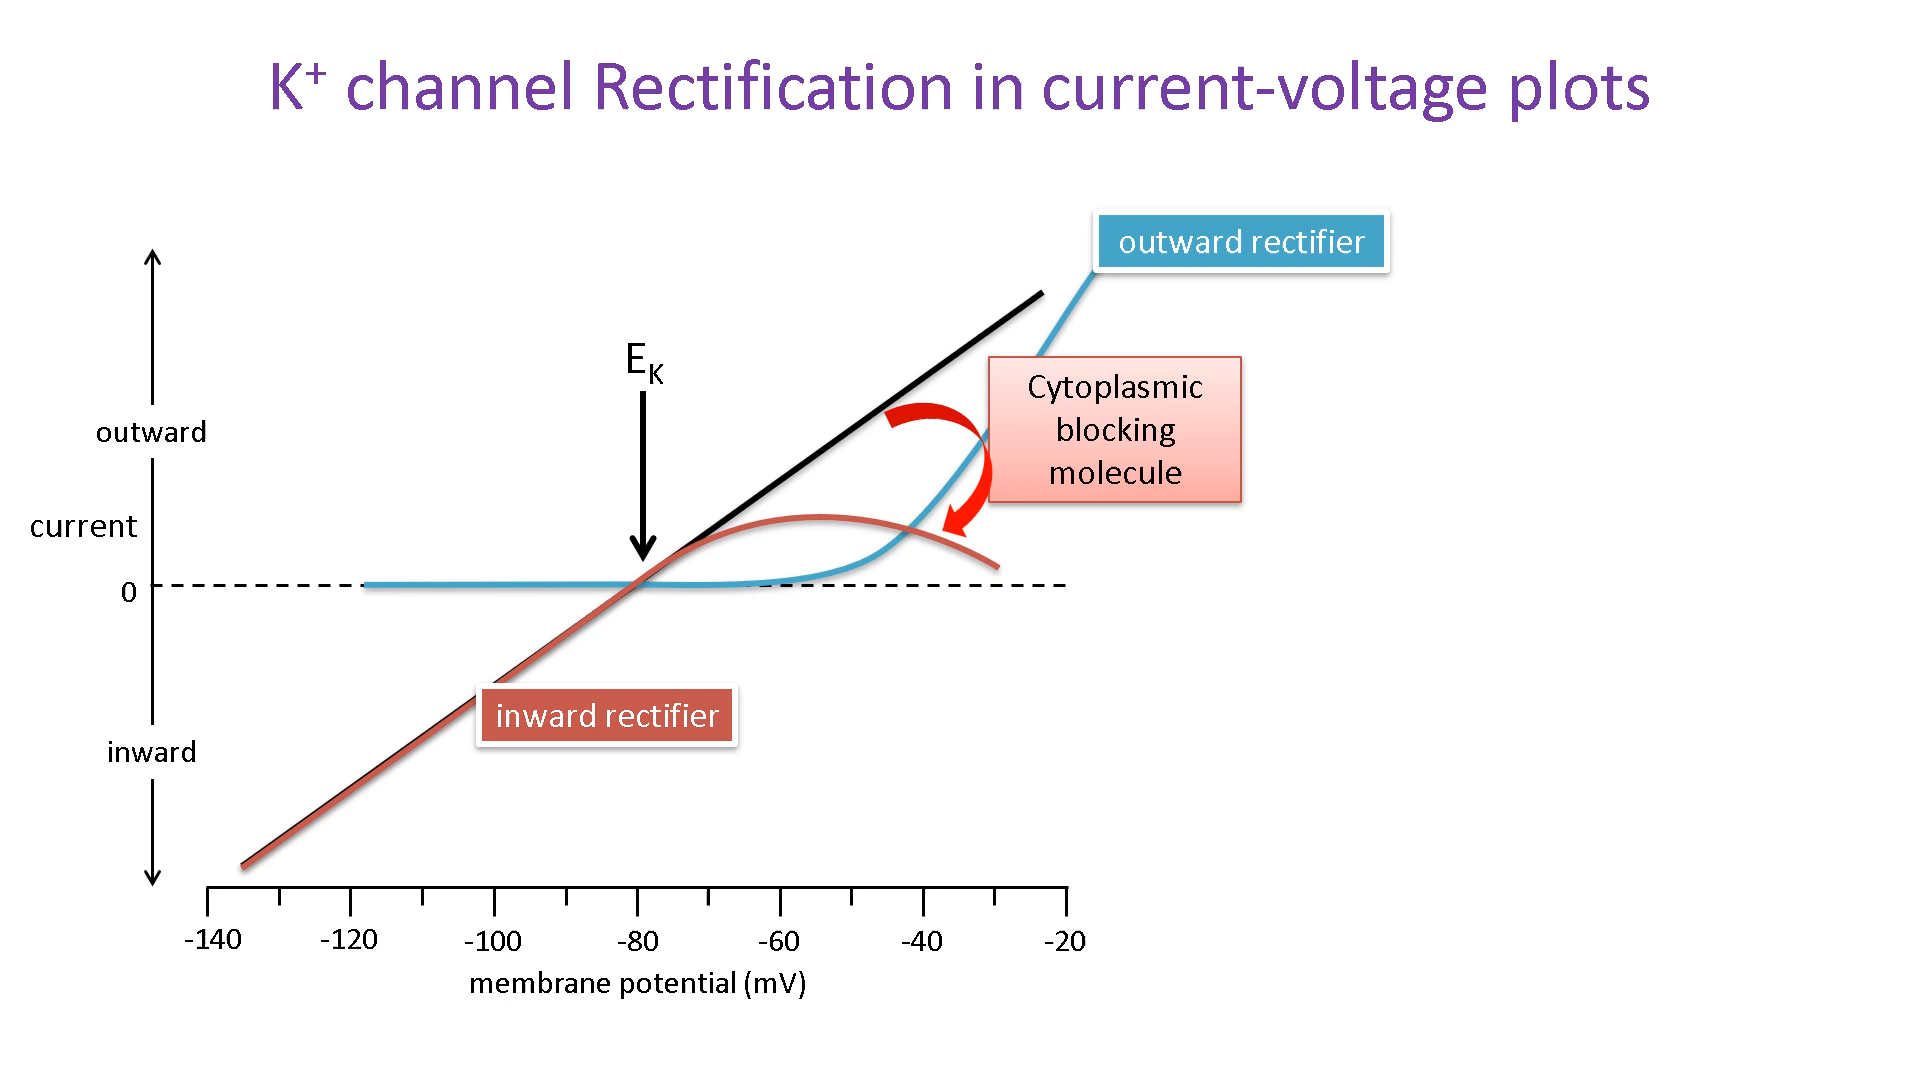 K⁺ channel Rectification in current-voltage plots
outward rectifier
E_K
Cytoplasmic
blocking
molecule
outward
current
0
inward rectifier
inward
-140 -120 -100 -80 -60 -40 -20
membrane potential (mV)